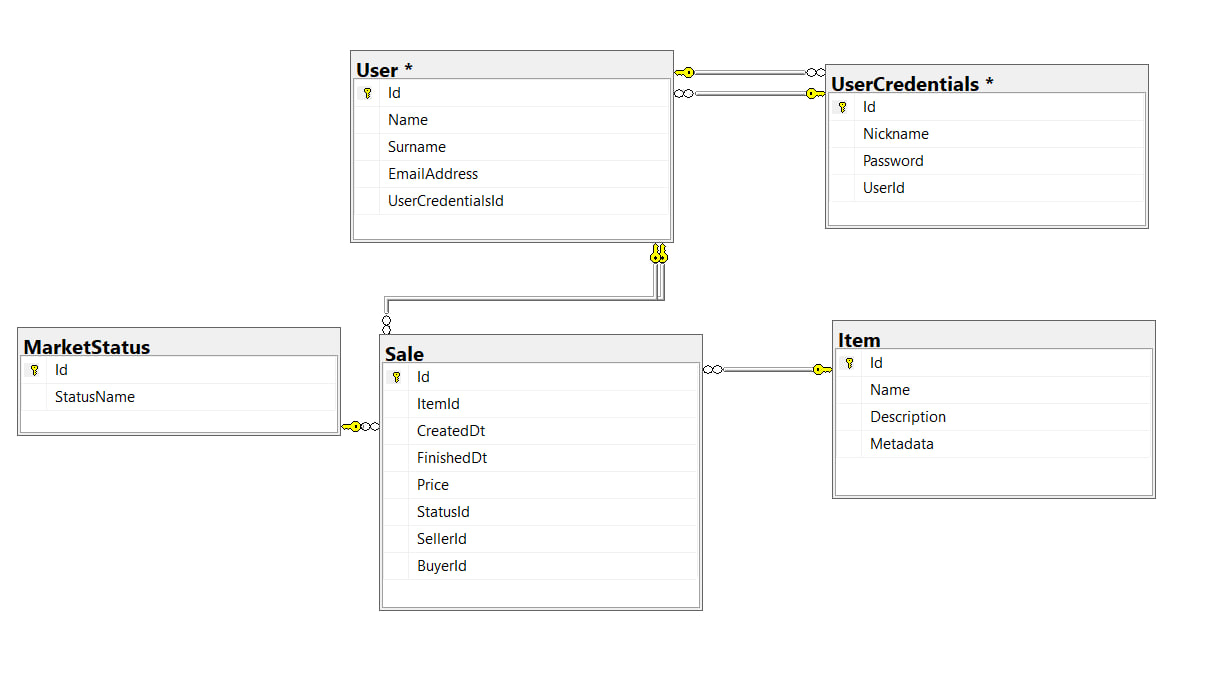 User *
Id
Name
Surname
EmailAddress
UserCredentialsId
UserCredentials *
Id
Nickname
Password
UserId
MarketStatus
Id
StatusName
Sale
Id
ItemId
CreatedDt
FinishedDt
Price
StatusId
SellerId
BuyerId
Item
Id
Name
Description
Metadata